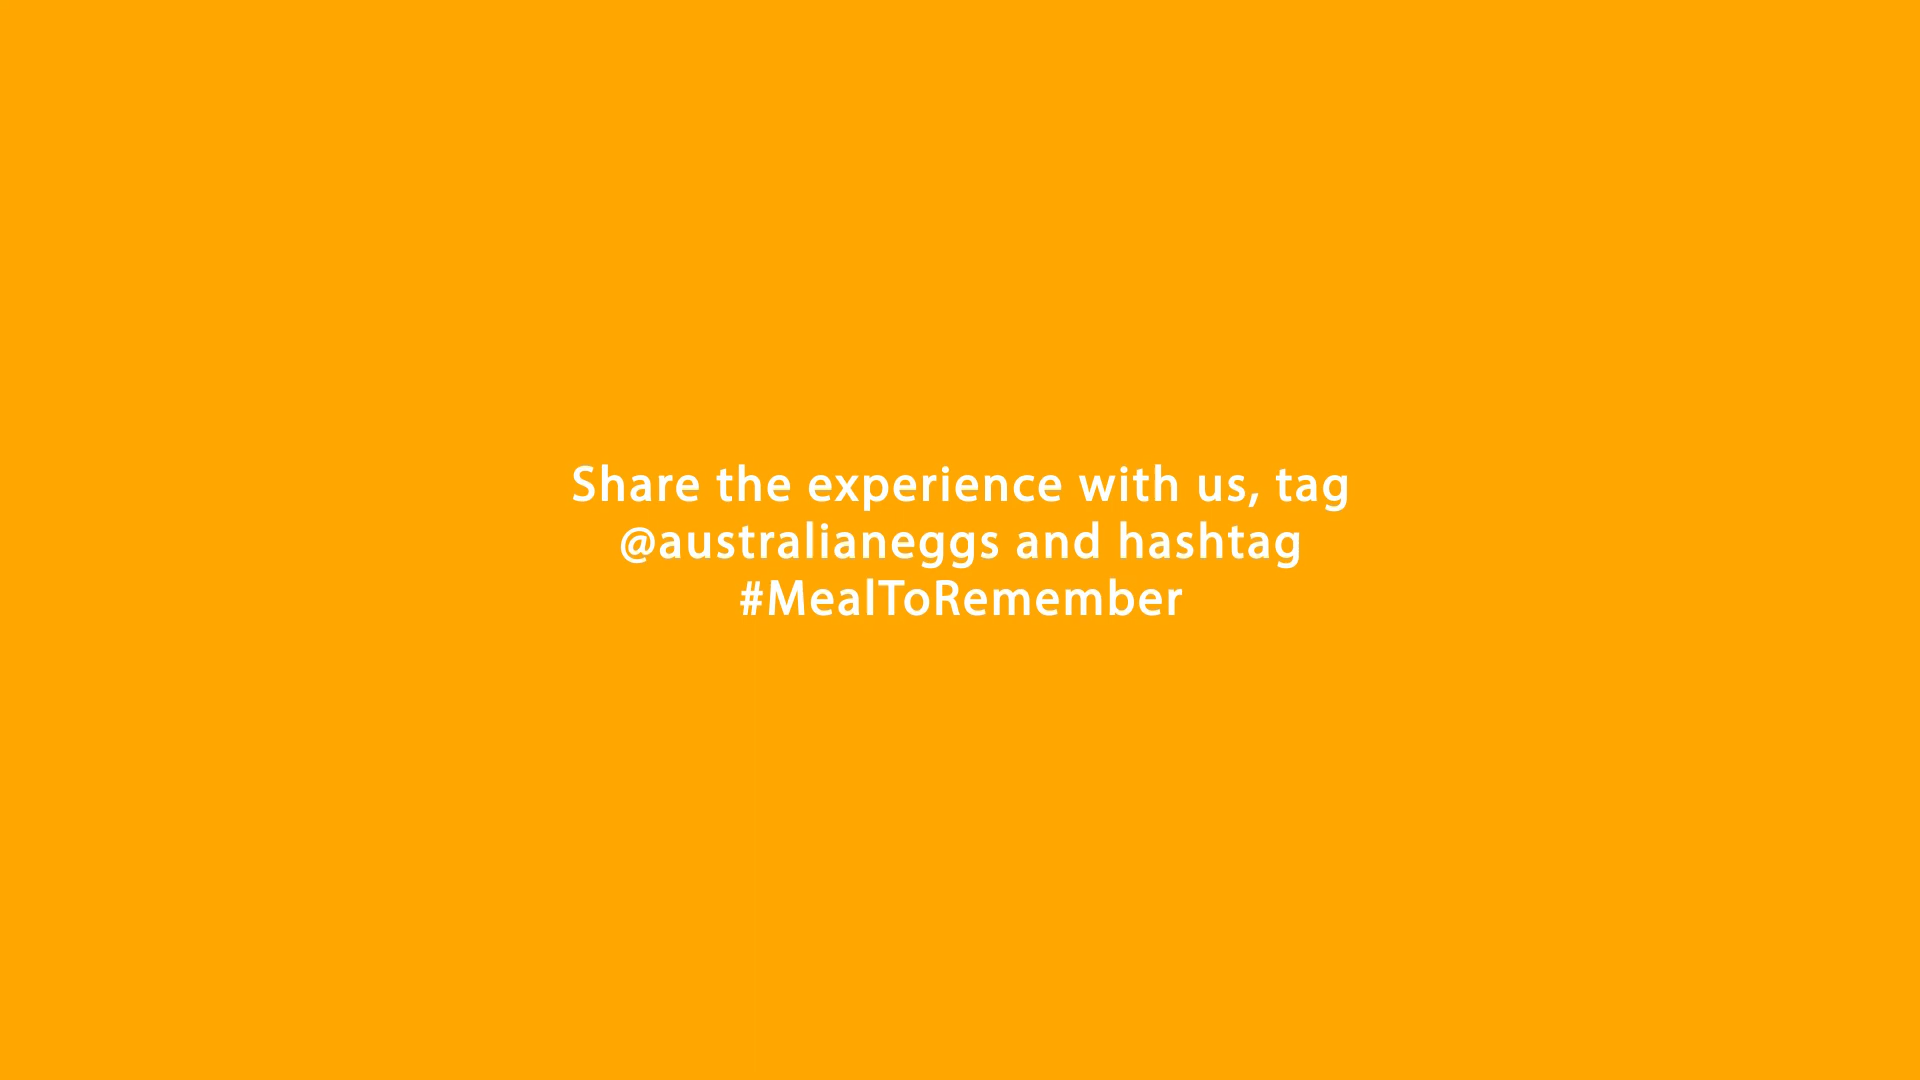 Share the experience with us, tag
@australianeggs and hashtag
#MealToRemember